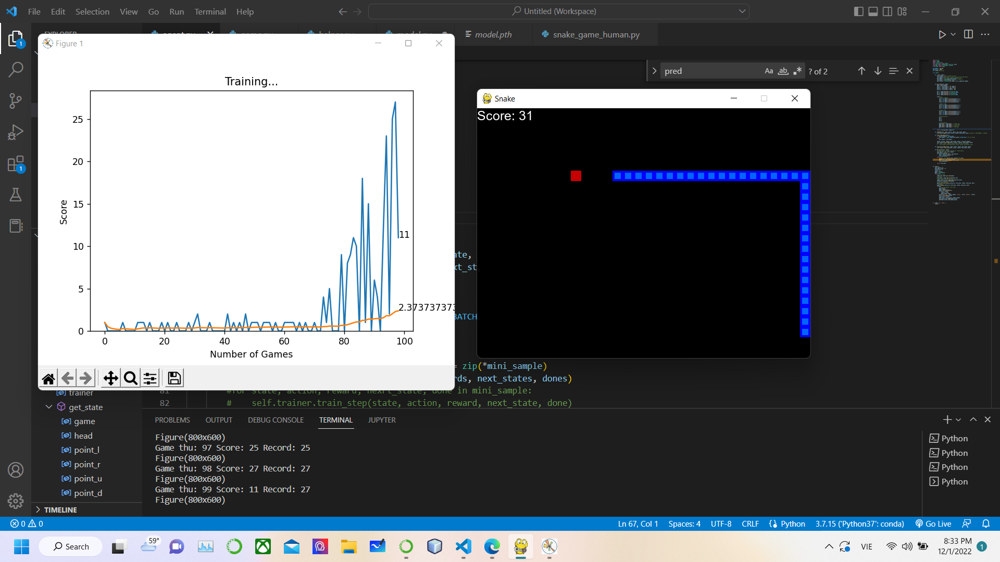 File Edit Selection View Go Run Terminal Help
Untitled (Workspace)
model.pth
snake_game_human.py
1
Figure 1
Training...
25
20
15
10
5
0
Score
11
2.373737373
0 20 40 60 80 100
Number of Games
pred
Aa ab .* ? of 2
Snake
Score: 31
ate,
xt_st
BATCH
= zip(*mini_sample)
rds, next_states, dones)
#for state, action, reward, next_state, done in mini_sample:
82 # self.trainer.train_step(state, action, reward, next_state, done)
1
trainer
get_state
game
head
point_l
point_r
point_u
point_d
TIMELINE
PROBLEMS OUTPUT DEBUG CONSOLE TERMINAL JUPYTER
Figure(800x600)
Game thu: 97 Score: 25 Record: 25
Figure(800x600)
Game thu: 98 Score: 27 Record: 27
Figure(800x600)
Game thu: 99 Score: 11 Record: 27
Figure(800x600)
Python
Python
Python
Python
0 0
Ln 67, Col 1 Spaces: 4 UTF-8 CRLF Python 3.7.15 ('Python37': conda) Go Live
Search
59°
VIE
8:33 PM
12/1/2022
1